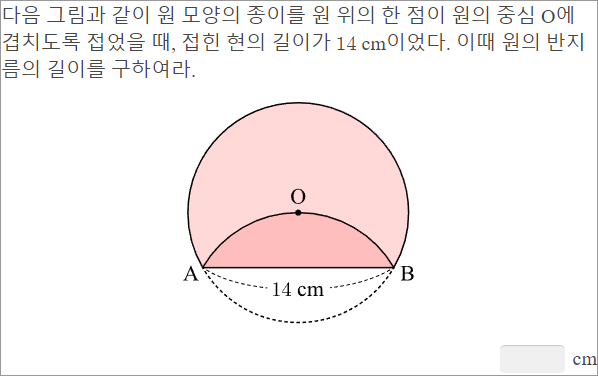 다음 그림과 같이 원 모양의 종이를 원 위의 한 점이 원의 중심 O에
겹치도록 접었을 때, 접힌 현의 길이가 14 cm이었다. 이때 원의 반지
름의 길이를 구하여라.
O
A
B
14 cm
cm